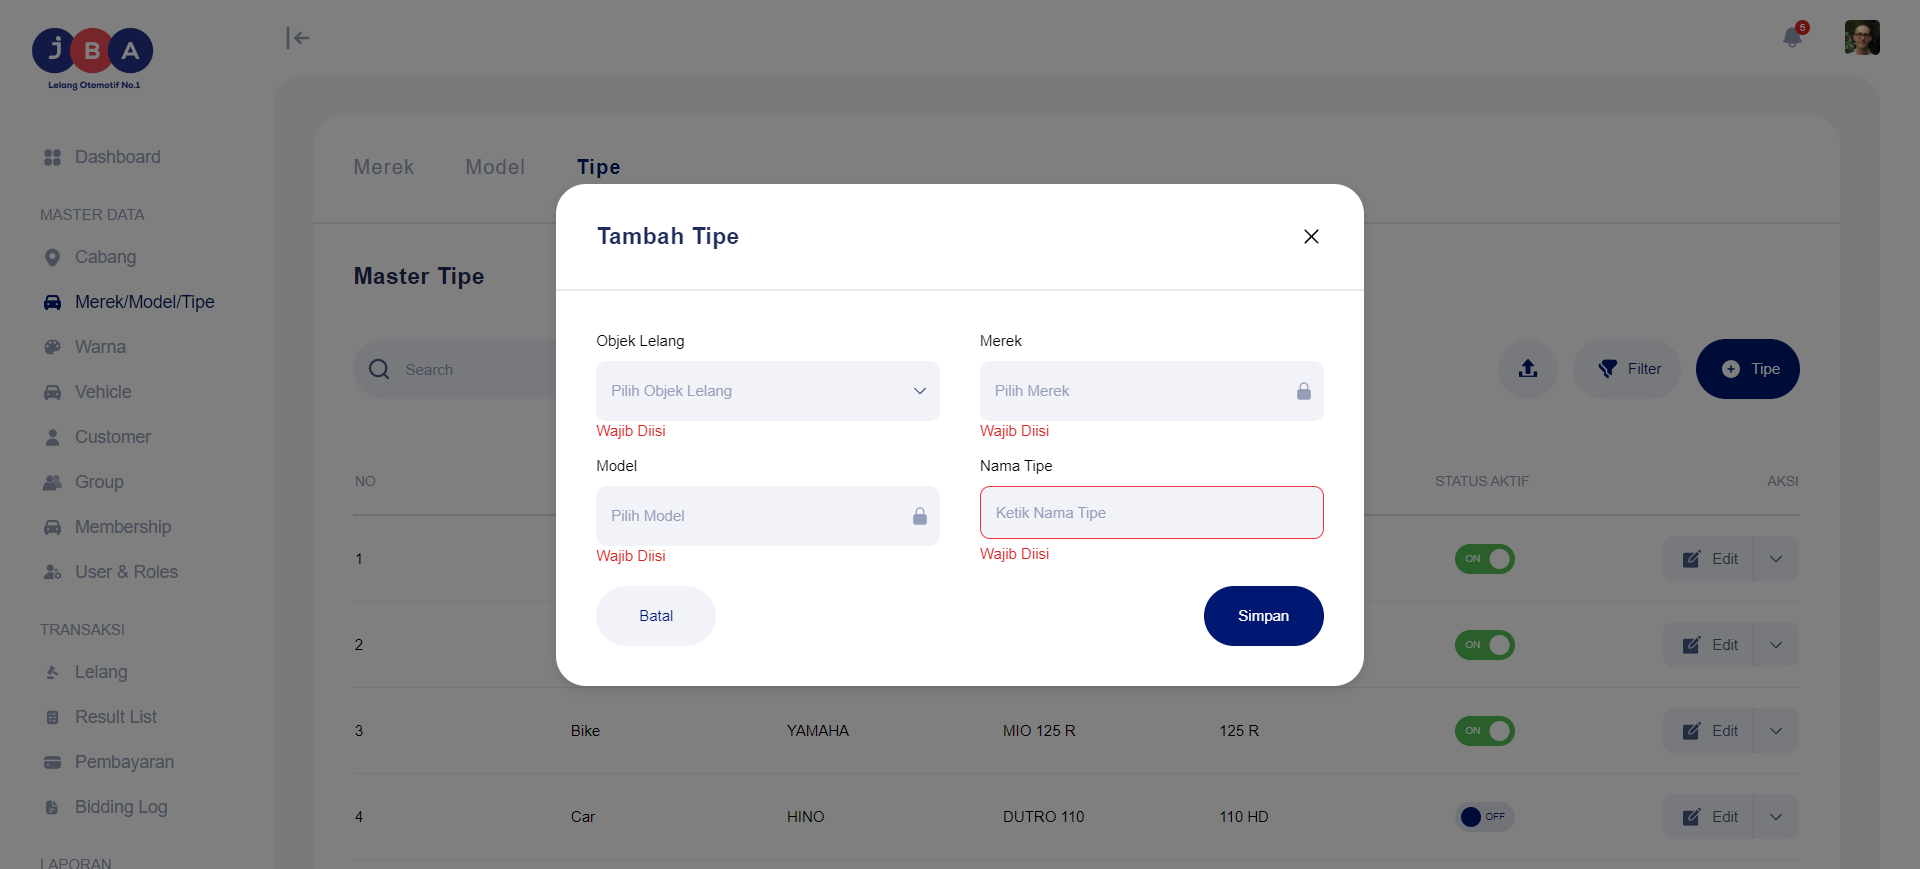 JBA
Lelang Otomotif No.1
5
Dashboard
MASTER DATA
Cabang
Merek/Model/Tipe
Warna
Vehicle
Customer
Group
Membership
User & Roles
TRANSAKSI
Lelang
Result List
Pembayaran
Bidding Log
LAPORAN
Merek Model Tipe
Master Tipe
Search
Filter
Tipe
NO STATUS AKTIF AKSI
1 ON Edit
2 ON Edit
3 Bike YAMAHA MIO 125 R 125 R ON Edit
4 Car HINO DUTRO 110 110 HD OFF Edit
Tambah Tipe
Objek Lelang
Pilih Objek Lelang
Wajib Diisi
Merek
Pilih Merek
Wajib Diisi
Model
Pilih Model
Wajib Diisi
Nama Tipe
Ketik Nama Tipe
Wajib Diisi
Batal
Simpan